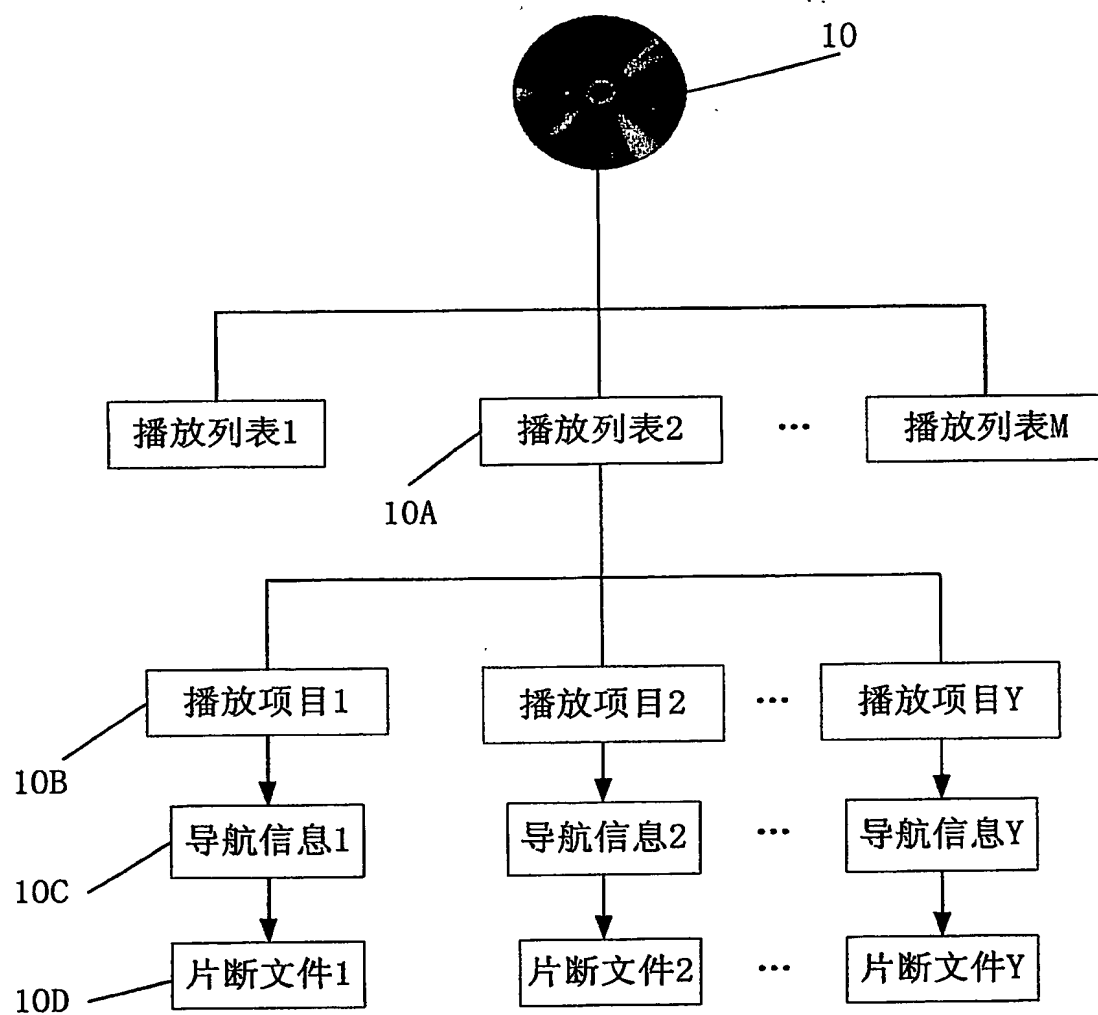 10
播放列表1 播放列表2 ... 播放列表M
10A
播放项目1 播放项目2 ... 播放项目Y
10B
导航信息1 导航信息2 ... 导航信息Y
10C
片断文件1 片断文件2 ... 片断文件Y
10D